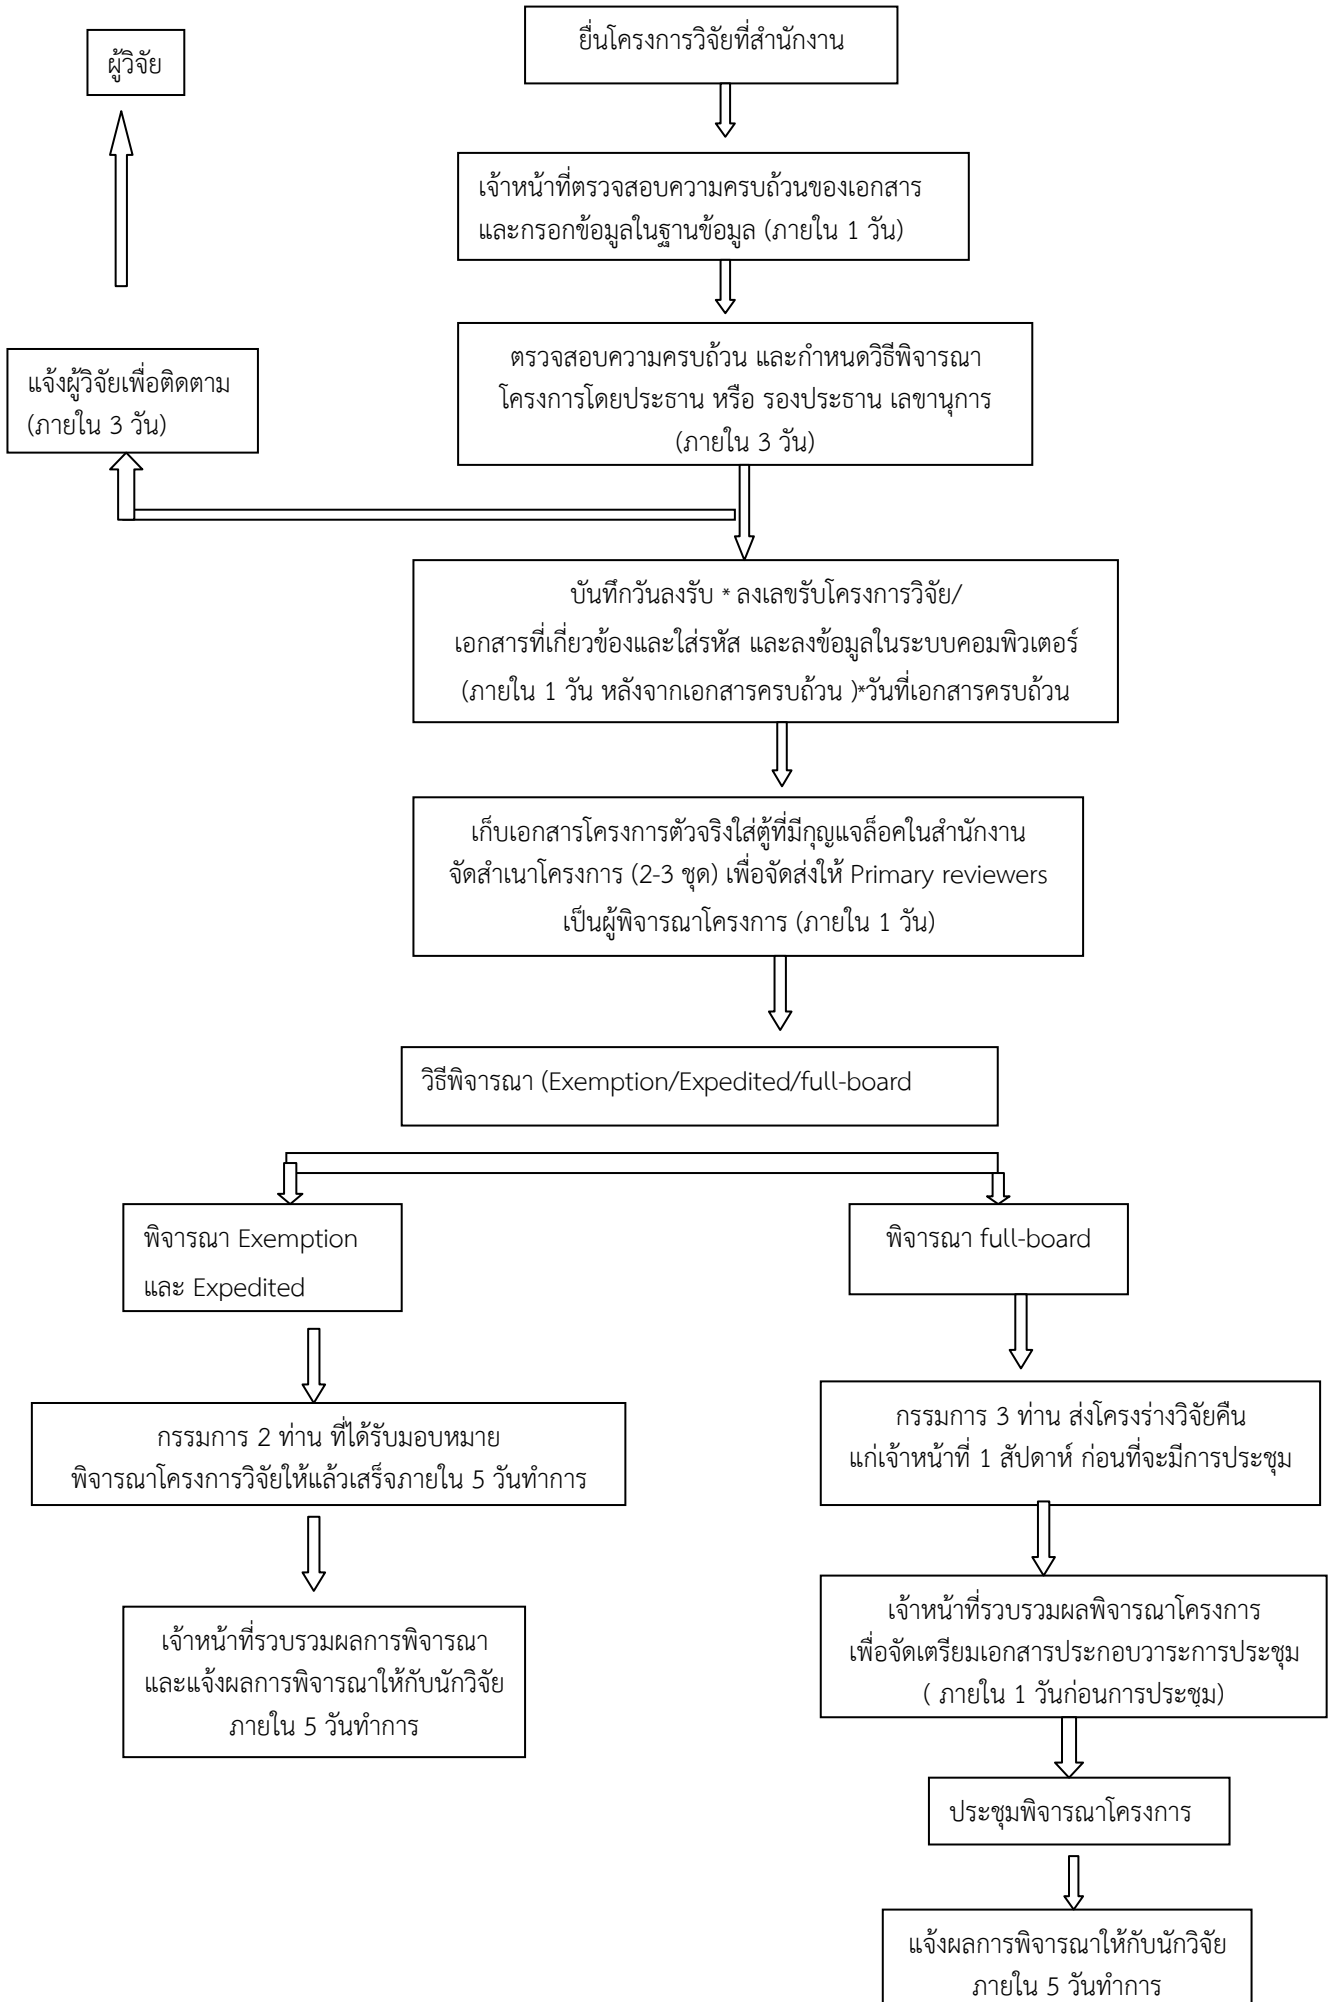 ยื่นโครงการวิจัยที่สำนักงาน
ผู้วิจัย
เจ้าหน้าที่ตรวจสอบความครบถ้วนของเอกสาร
และกรอกข้อมูลในฐานข้อมูล (ภายใน 1 วัน)
ตรวจสอบความครบถ้วน และกำหนดวิธีพิจารณา
โครงการโดยประธาน หรือ รองประธาน เลขานุการ
(ภายใน 3 วัน)
แจ้งผู้วิจัยเพื่อติดตาม
(ภายใน 3 วัน)
บันทึกวันลงรับ * ลงเลขรับโครงการวิจัย/
เอกสารที่เกี่ยวข้องและใส่รหัส และลงข้อมูลในระบบคอมพิวเตอร์
(ภายใน 1 วัน หลังจากเอกสารครบถ้วน )*วันที่เอกสารครบถ้วน
เก็บเอกสารโครงการตัวจริงใส่ตู้ที่มีกุญแจล็อคในสำนักงาน
จัดสำเนาโครงการ (2-3 ชุด) เพื่อจัดส่งให้ Primary reviewers
เป็นผู้พิจารณาโครงการ (ภายใน 1 วัน)
วิธีพิจารณา (Exemption/Expedited/full-board
พิจารณา Exemption
และ Expedited
พิจารณา full-board
กรรมการ 2 ท่าน ที่ได้รับมอบหมาย
พิจารณาโครงการวิจัยให้แล้วเสร็จภายใน 5 วันทำการ
กรรมการ 3 ท่าน ส่งโครงร่างวิจัยคืน
แก่เจ้าหน้าที่ 1 สัปดาห์ ก่อนที่จะมีการประชุม
เจ้าหน้าที่รวบรวมผลการพิจารณา
และแจ้งผลการพิจารณาให้กับนักวิจัย
ภายใน 5 วันทำการ
เจ้าหน้าที่รวบรวมผลพิจารณาโครงการ
เพื่อจัดเตรียมเอกสารประกอบวาระการประชุม
( ภายใน 1 วันก่อนการประชุม)
ประชุมพิจารณาโครงการ
แจ้งผลการพิจารณาให้กับนักวิจัย
ภายใน 5 วันทำการ